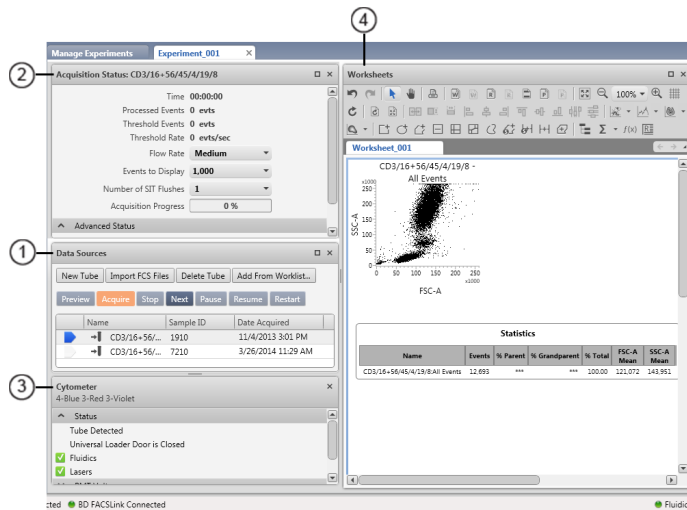 4
Manage Experiments Experiment_001 ×
2
Acquisition Status: CD3/16+56/45/4/19/8
Time 00:00:00
Processed Events 0 evts
Threshold Events 0 evts
Threshold Rate 0 evts/sec
Flow Rate Medium
Events to Display 1,000
Number of SIT Flushes 1
Acquisition Progress 0 %
Advanced Status
1
Data Sources
New Tube Import FCS Files Delete Tube Add From Worklist...
Preview Acquire Stop Next Pause Resume Restart
Name Sample ID Date Acquired
CD3/16+56/... 1910 11/4/2013 3:01 PM
CD3/16+56/... 7210 3/26/2014 11:29 AM
3
Cytometer
4-Blue 3-Red 3-Violet
Status
Tube Detected
Universal Loader Door is Closed
Fluidics
Lasers
BD FACSLink Connected
Worksheets
100%
Σ f(x)
Worksheet_001
CD3/16+56/45/4/19/8 -
All Events
x1000
250
200
150
100
50
0
SSC-A
0 50 100 150 200 250
x1000
FSC-A
Statistics
Name Events % Parent % Grandparent % Total FSC-A Mean SSC-A Mean
CD3/16+56/45/4/19/8:All Events 12,693 *** *** 100.00 121,072 143,951